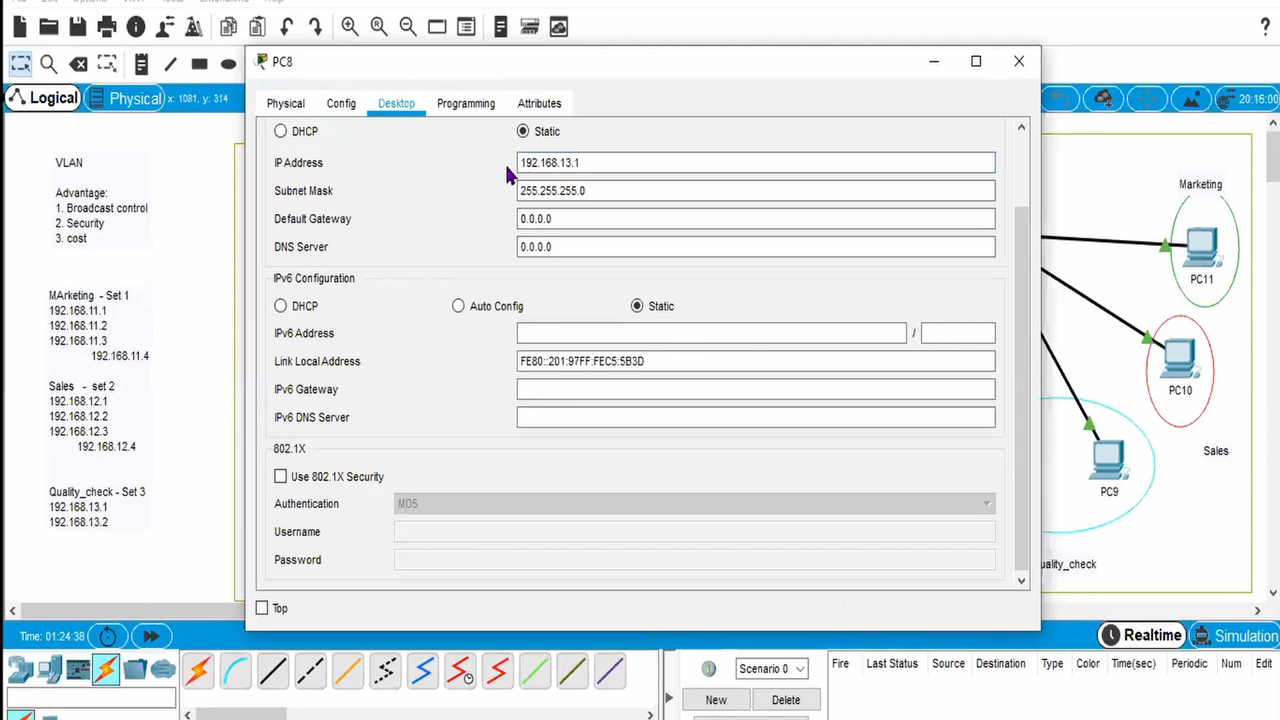 PC8
Logical
Physical
x: 1081, y: 314
20:15:00
Physical
Config
Desktop
Programming
Attributes
DHCP
Static
IP Address
192.168.13.1
Subnet Mask
255.255.255.0
Default Gateway
0.0.0.0
DNS Server
0.0.0.0
IPv6 Configuration
DHCP
Auto Config
Static
IPv6 Address
/
Link Local Address
FE80::201:97FF:FEC5:5B3D
IPv6 Gateway
IPv6 DNS Server
802.1X
Use 802.1X Security
Authentication
MD5
Username
Password
Top
VLAN
Advantage:
1. Broadcast control
2. Security
3. cost
MArketing - Set 1
192.168.11.1
192.168.11.2
192.168.11.3
192.168.11.4
Sales - set 2
192.168.12.1
192.168.12.2
192.168.12.3
192.168.12.4
Quality_check - Set 3
192.168.13.1
192.168.13.2
Marketing
PC11
PC10
Sales
PC9
uality_check
Time: 01:24:38
Realtime
Simulation
Scenario 0
New
Delete
Fire
Last Status
Source
Destination
Type
Color
Time(sec)
Periodic
Num
Edit
?